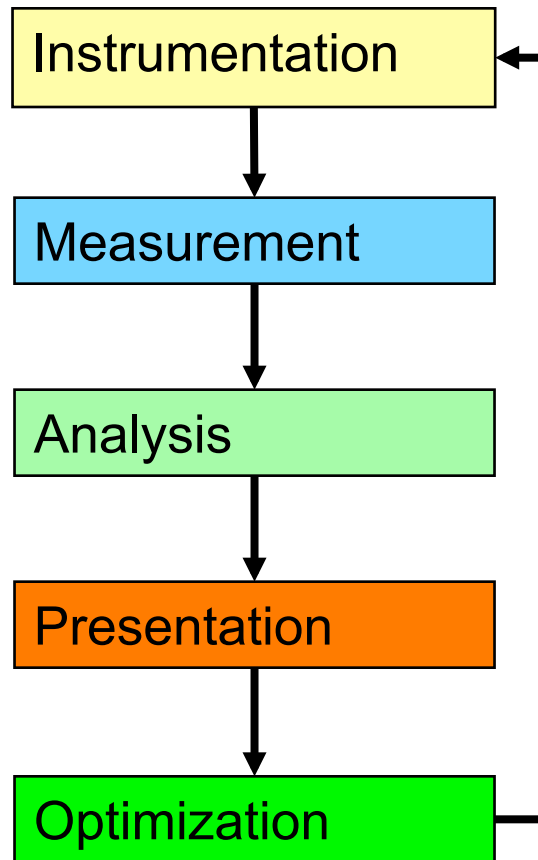 Instrumentation
Measurement
Analysis
Presentation
Optimization